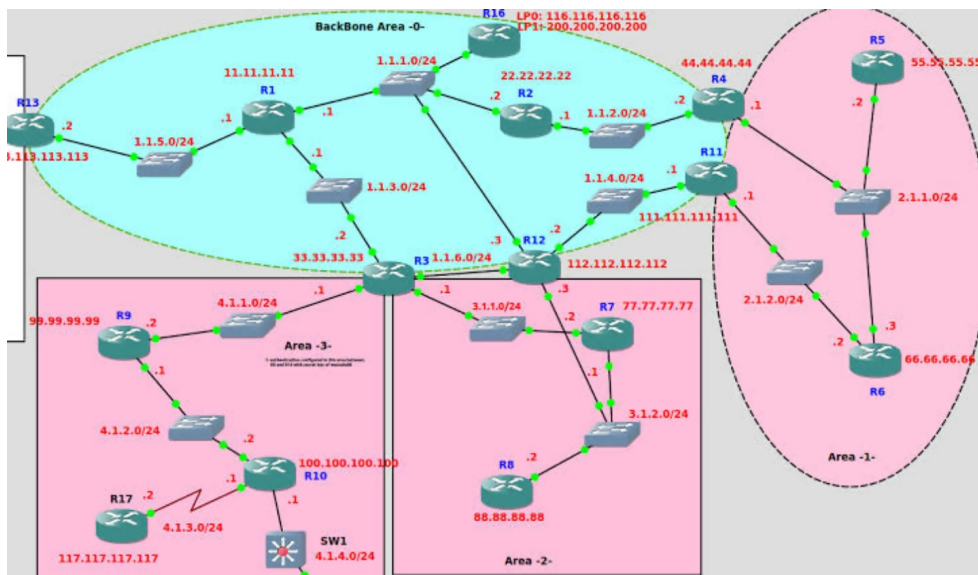 R16
LP0: 116.116.116.116
LP1: 200.200.200.200
BackBone Area -0-
R5
55.55.55.55
44.44.44.44
R4
1.1.1.0/24
11.11.11.11
R1
22.22.22.22
R2
R13
.2
.1
.2
.1
.2
.1
.2
1.1.5.0/24
1.1.2.0/24
.113.113.113
.1
R11
.1
1.1.3.0/24
1.1.4.0/24
.1
.1
2.1.1.0/24
111.111.111.111
.2
.3
R12
.2
33.33.33.33
R3
1.1.6.0/24
112.112.112.112
2.1.2.0/24
.1
.1
.3
4.1.1.0/24
3.1.1.0/24
R7
77.77.77.77
99.99.99.99
R9
.2
.2
.3
.2
66.66.66.66
R6
Area -3-
.1
.1
4.1.2.0/24
.2
3.1.2.0/24
100.100.100.100
R10
R8
.2
Area -1-
R17
.2
.1
.1
4.1.3.0/24
88.88.88.88
SW1
4.1.4.0/24
117.117.117.117
Area -2-